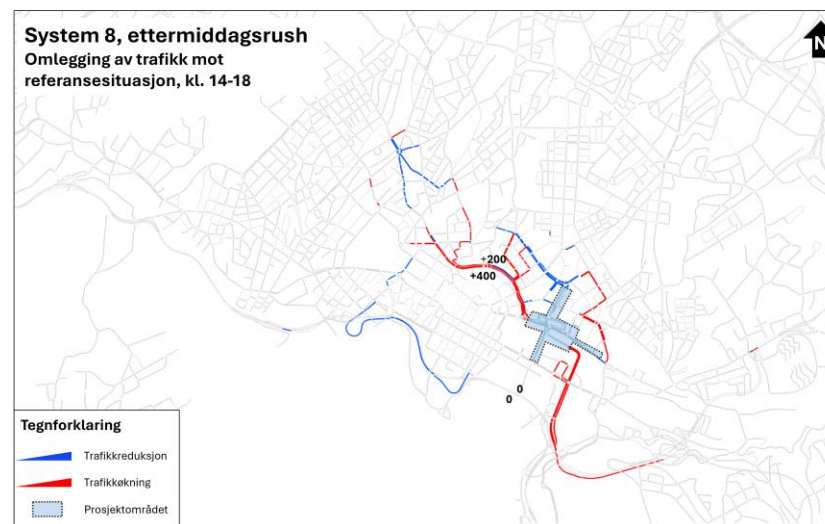 System 8, ettermiddagsrush
Omlegging av trafikk mot
referansesituasjon, kl. 14-18
N
+200
+400
0
0
Tegnforklaring
Trafikkreduksjon
Trafikkøkning
Prosjektområdet